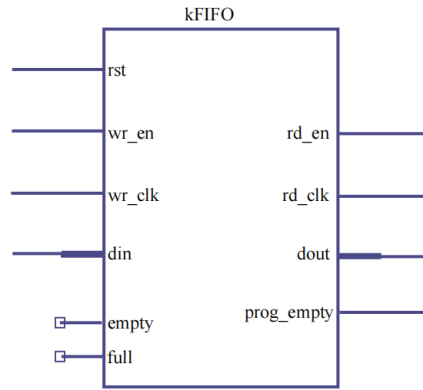 kFIFO
rst
wr_en
rd_en
wr_clk
rd_clk
din
dout
empty
prog_empty
full